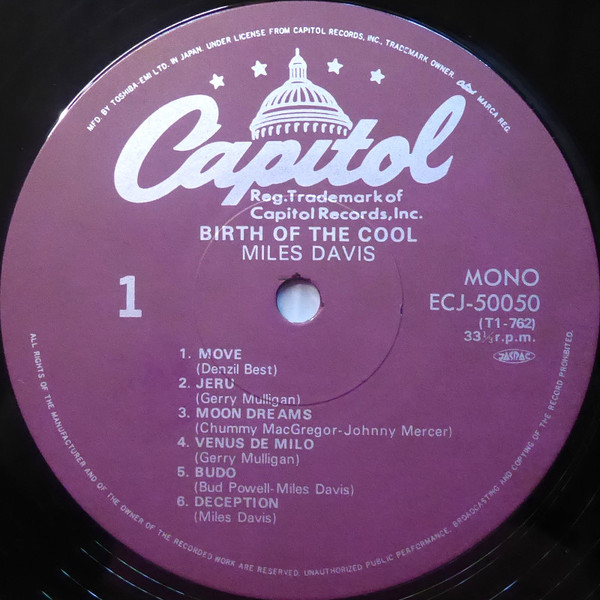 MFD. BY TOSHIBA-EMI LTD. IN JAPAN. UNDER LICENSE FROM CAPITOL RECORDS, INC., TRADEMARK OWNER. Capitol MARCA REG.
Capitol
Reg. Trademark of
Capitol Records, Inc.
BIRTH OF THE COOL
MILES DAVIS
1
MONO
ECJ-50050
(T1-762)
33⅓ r.p.m.
JASRAC
1. MOVE
(Denzil Best)
2. JERU
(Gerry Mulligan)
3. MOON DREAMS
(Chummy MacGregor-Johnny Mercer)
4. VENUS DE MILO
(Gerry Mulligan)
5. BUDO
(Bud Powell-Miles Davis)
6. DECEPTION
(Miles Davis)
ALL RIGHTS OF THE MANUFACTURER AND OF THE OWNER OF THE RECORDED WORK ARE RESERVED. UNAUTHORIZED PUBLIC PERFORMANCE, BROADCASTING AND COPYING OF THE RECORD PROHIBITED.